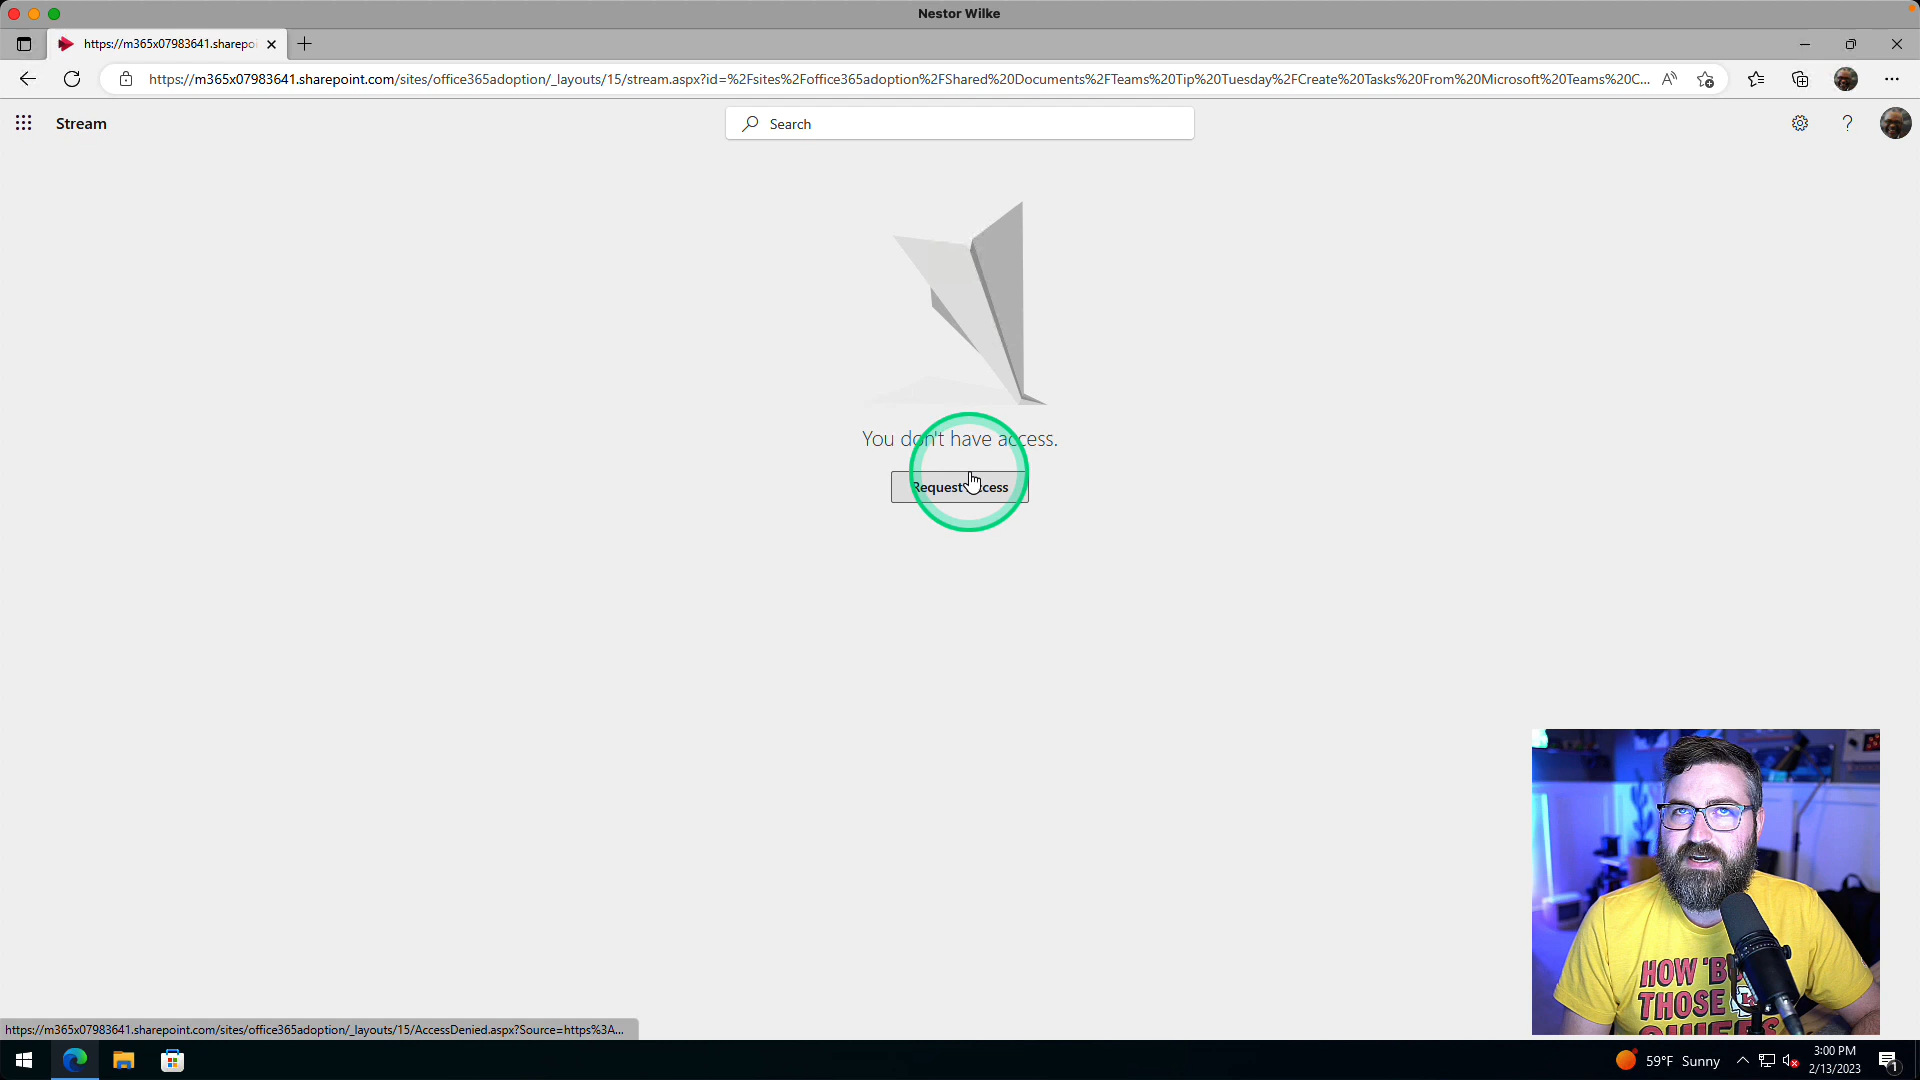 Nestor Wilke
https://m365x07983641.sharepoi
https://m365x07983641.sharepoint.com/sites/office365adoption/_layouts/15/stream.aspx?id=%2Fsites%2Foffice365adoption%2FShared%20Documents%2FTeams%20Tip%20Tuesday%2FCreate%20Tasks%20From%20Microsoft%20Teams%20C...
Stream
Search
You don't have access.
Request access
HOW 'BOUT
THOSE
CHIEFS
https://m365x07983641.sharepoint.com/sites/office365adoption/_layouts/15/AccessDenied.aspx?Source=https%3A...
59°F Sunny
3:00 PM
2/13/2023
1